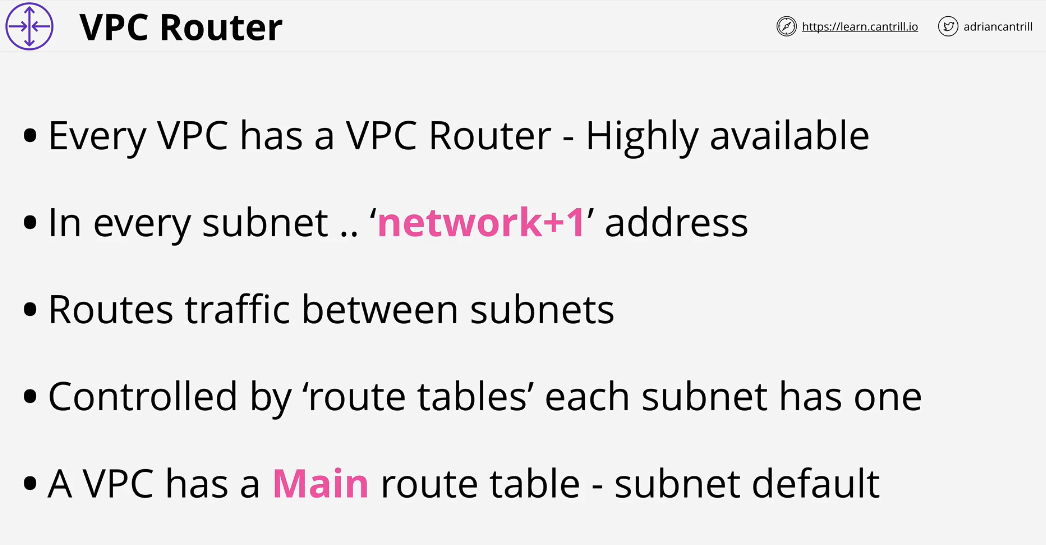 VPC Router
https://learn.cantrill.io
adriancantrill
• Every VPC has a VPC Router - Highly available
• In every subnet .. ‘network+1’ address
• Routes traffic between subnets
• Controlled by ‘route tables’ each subnet has one
• A VPC has a Main route table - subnet default